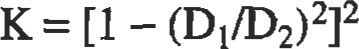 K = [1 − (D₁/D₂)²]²